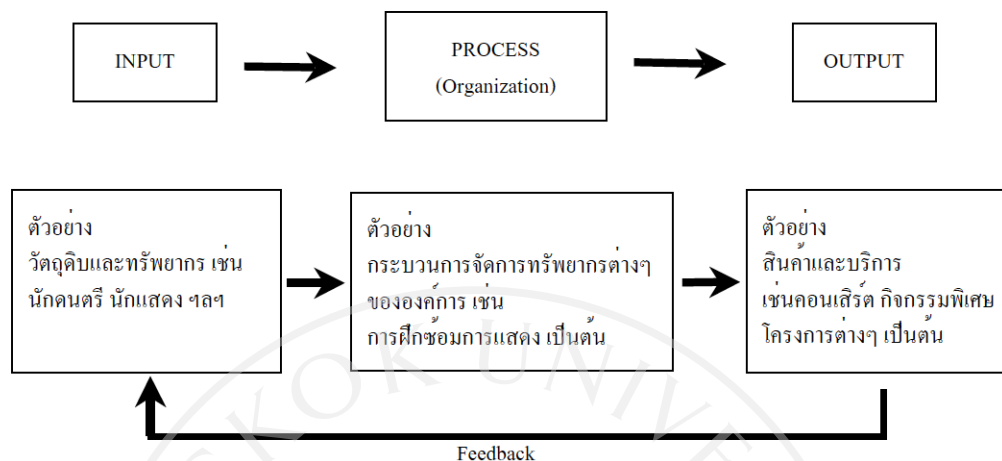 INPUT
PROCESS
(Organization)
OUTPUT
ตัวอย่าง
วัตถุดิบและทรัพยากร เช่น
นักดนตรี นักแสดง ฯลฯ
ตัวอย่าง
กระบวนการจัดการทรัพยากรต่างๆ
ขององค์การ เช่น
การฝึกซ้อมการแสดง เป็นต้น
ตัวอย่าง
สินค้าและบริการ
เช่นคอนเสิร์ต กิจกรรมพิเศษ
โครงการต่างๆ เป็นต้น
Feedback